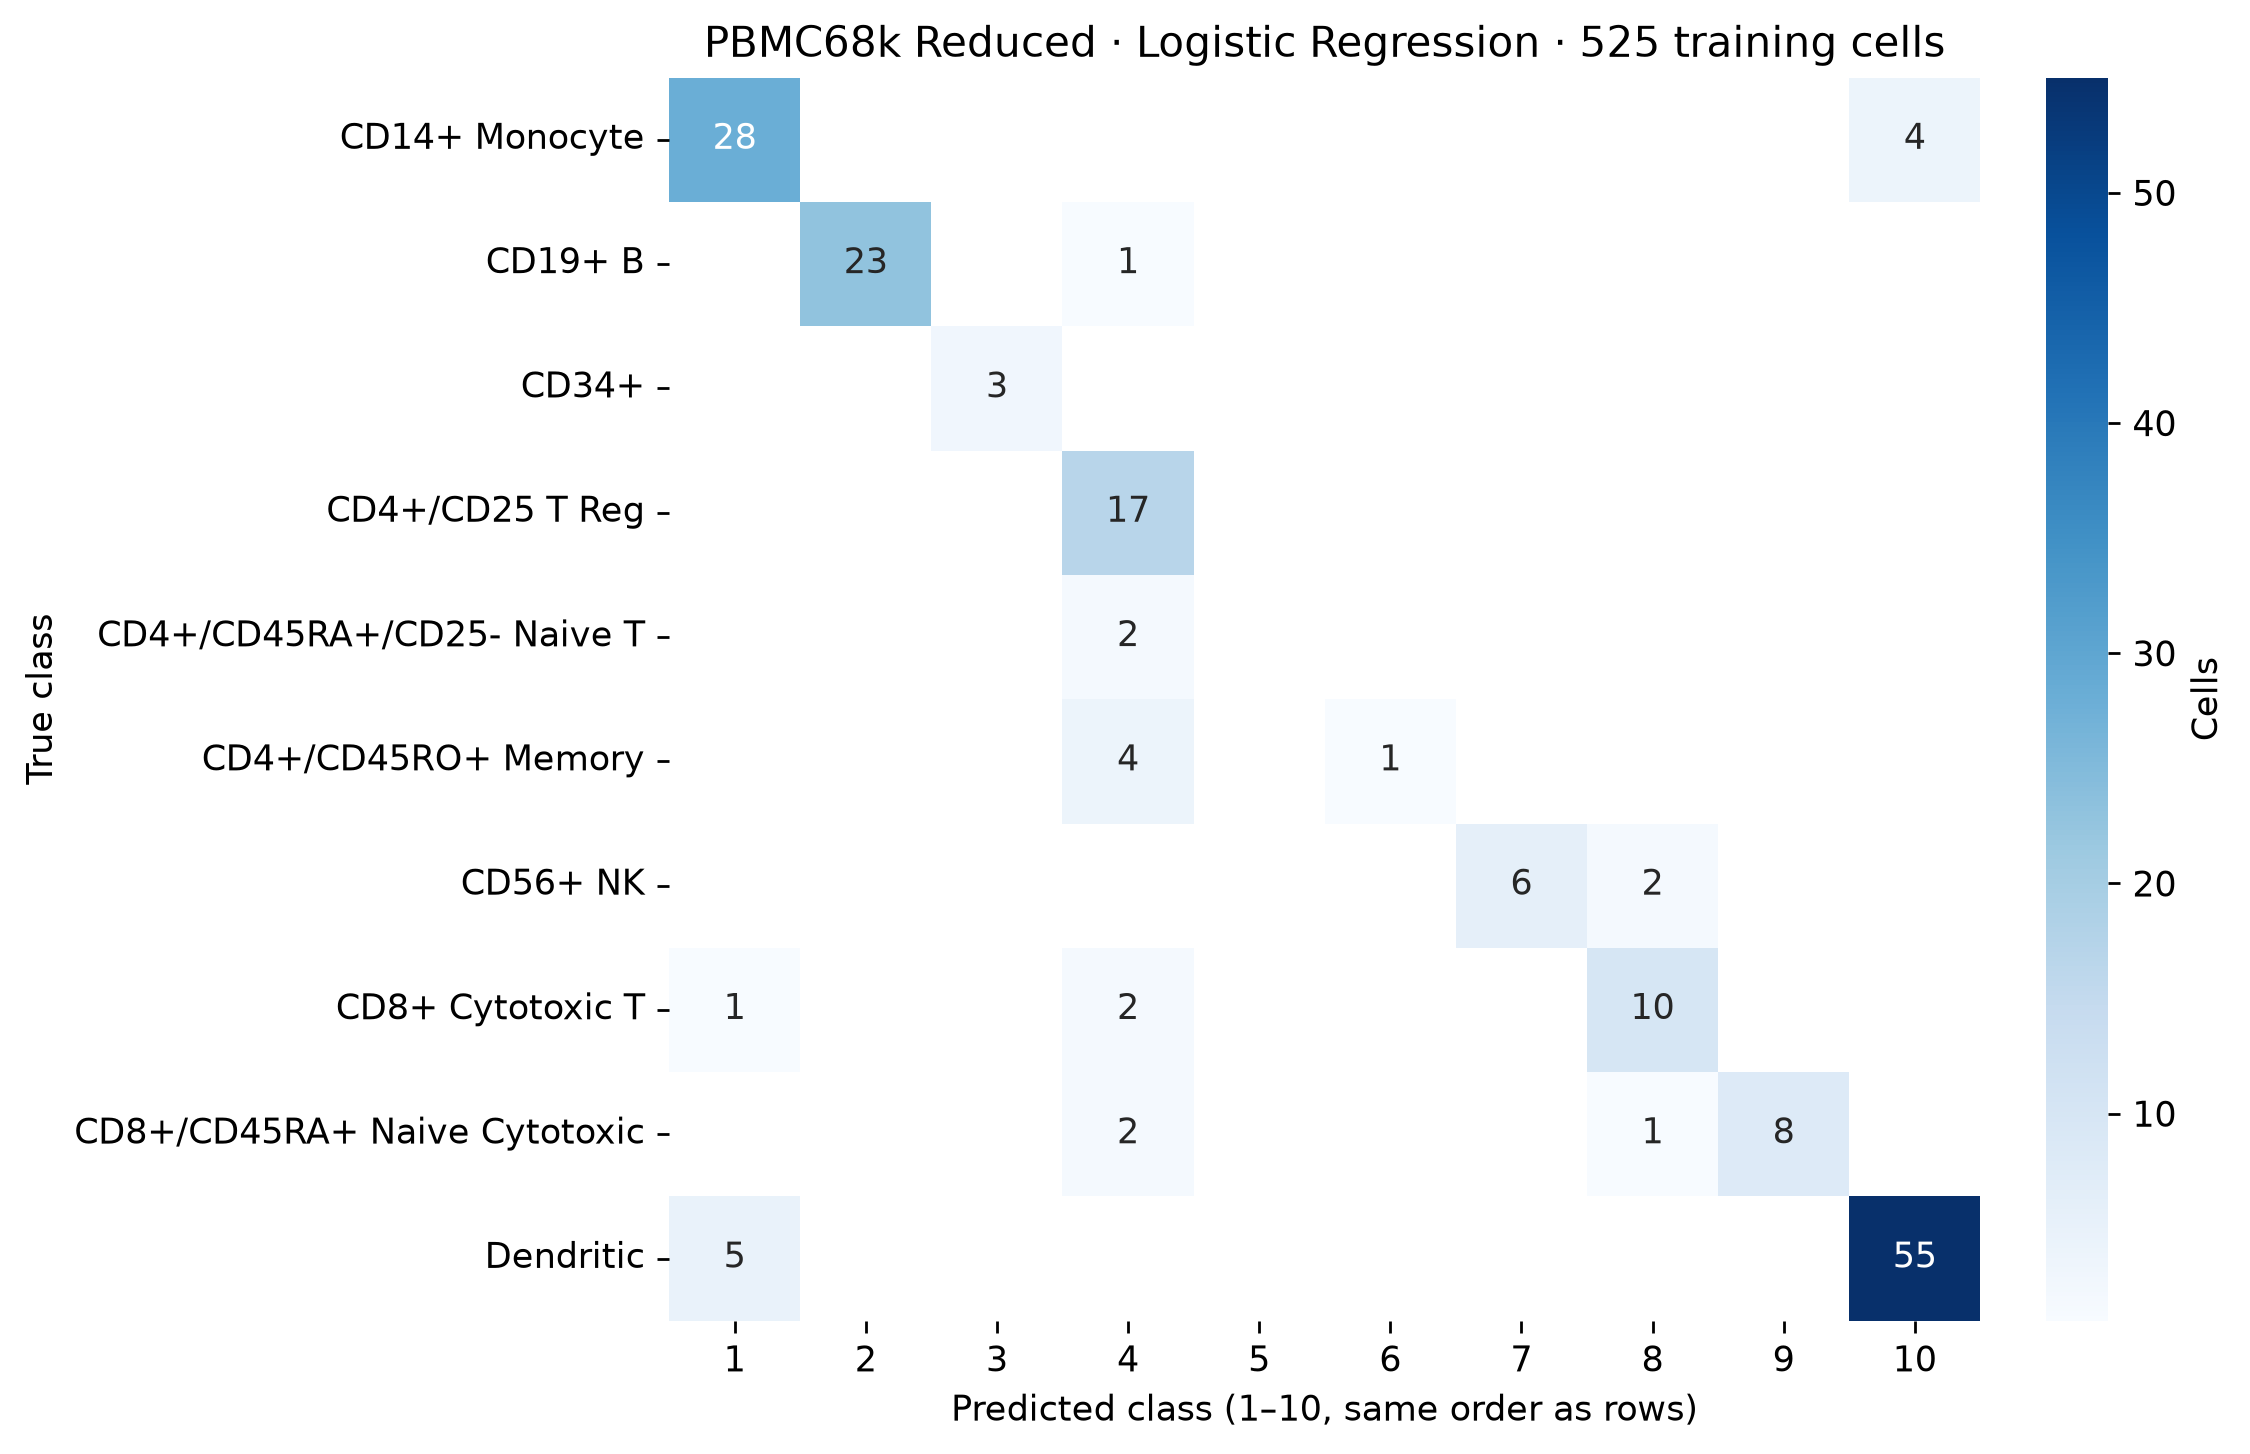 PBMC68k Reduced · Logistic Regression · 525 training cells
True class
CD14+ Monocyte 28 4
CD19+ B 23 1
CD34+ 3
CD4+/CD25 T Reg 17
CD4+/CD45RA+/CD25- Naive T 2
CD4+/CD45RO+ Memory 4 1
CD56+ NK 6 2
CD8+ Cytotoxic T 1 2 10
CD8+/CD45RA+ Naive Cytotoxic 2 1 8
Dendritic 5 55
1 2 3 4 5 6 7 8 9 10
Predicted class (1–10, same order as rows)
50
40
30
20
10
Cells